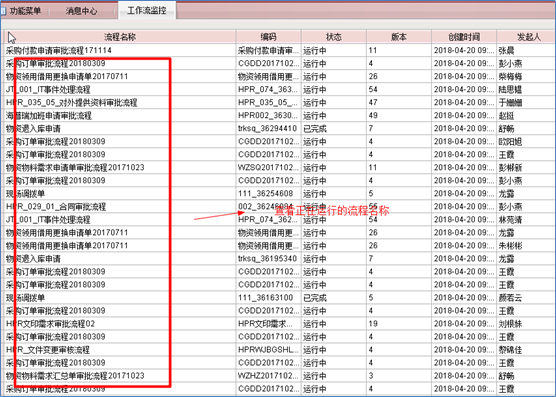 功能菜单 消息中心 工作流监控
流程名称 编码 状态 版本 创建时间 发起人
采购付款申请审批流程171114 采购付款申请审... 运行中 11 2018-04-20 09:... 张晨
采购订单审批流程20180309 CGDD2017102... 运行中 4 2018-04-20 09:... 彭小燕
物资领用借用更换申请单20170711 物资领用借用更... 运行中 26 2018-04-20 09:... 荣梅梅
JT_001_IT事件处理流程 HPR_074_363... 运行中 54 2018-04-20 09:... 陆思媪
HPR_035_05_对外提供资料审批流程 HPR_035_05_... 运行中 47 2018-04-20 09:... 于姗姗
海普瑞加班申请审批流程 HPR002_3630... 运行中 49 2018-04-20 09:... 赵挺
物资退入库申请 trksq_36294410 已完成 7 2018-04-20 09:... 舒畅
采购订单审批流程20180309 CGDD2017102... 运行中 4 2018-04-20 09:... 欧阳旭
采购订单审批流程20180309 CGDD2017102... 运行中 4 2018-04-20 09:... 王霞
物资物料需求申请单审批流程20171023 WZSQ2017102... 运行中 11 2018-04-20 09:... 彭郴新
采购订单审批流程20180309 CGDD2017102... 运行中 4 2018-04-20 09:... 彭小燕
现场调拨单 111_36254608 运行中 5 2018-04-20 09:... 龙露
HPR_029_01_合同审批流程 002_36246094 运行中 55 2018-04-20 09:... 彭小燕
查看正在运行的流程名称
JT_001_IT事件处理流程 HPR_074_362... 运行中 54 2018-04-20 09:... 林苑清
物资领用借用更换申请单20170711 物资领用借用更... 运行中 26 2018-04-20 09:... 龙露
物资领用借用更换申请单20170711 物资领用借用更... 运行中 26 2018-04-20 09:... 朱彬彬
物资退入库申请 trksq_36195340 运行中 7 2018-04-20 09:... 龙露
采购订单审批流程20180309 CGDD2017102... 运行中 4 2018-04-20 09:... 王霞
采购订单审批流程20180309 CGDD2017102... 运行中 4 2018-04-20 09:... 王霞
现场调拨单 111_36163100 已完成 5 2018-04-20 09:... 颜若云
采购订单审批流程20180309 CGDD2017102... 运行中 4 2018-04-20 09:... 王霞
HPR文印需求审批流程02 HPR文印需求... 运行中 19 2018-04-20 09:... 刘根妹
采购订单审批流程20180309 CGDD2017102... 运行中 4 2018-04-20 09:... 王霞
HPR_文件变更审核流程 HPRWJBGSHL... 运行中 4 2018-04-20 09:... 黎锦佳
采购订单审批流程20180309 CGDD2017102... 运行中 4 2018-04-20 09:... 王霞
物资物料需求汇总单审批流程20171023 WZHZ2017102... 运行中 3 2018-04-20 09:... 舒畅
采购订单审批流程20180309 CGDD2017102... 运行中 4 2018-04-20 09:... 王霞